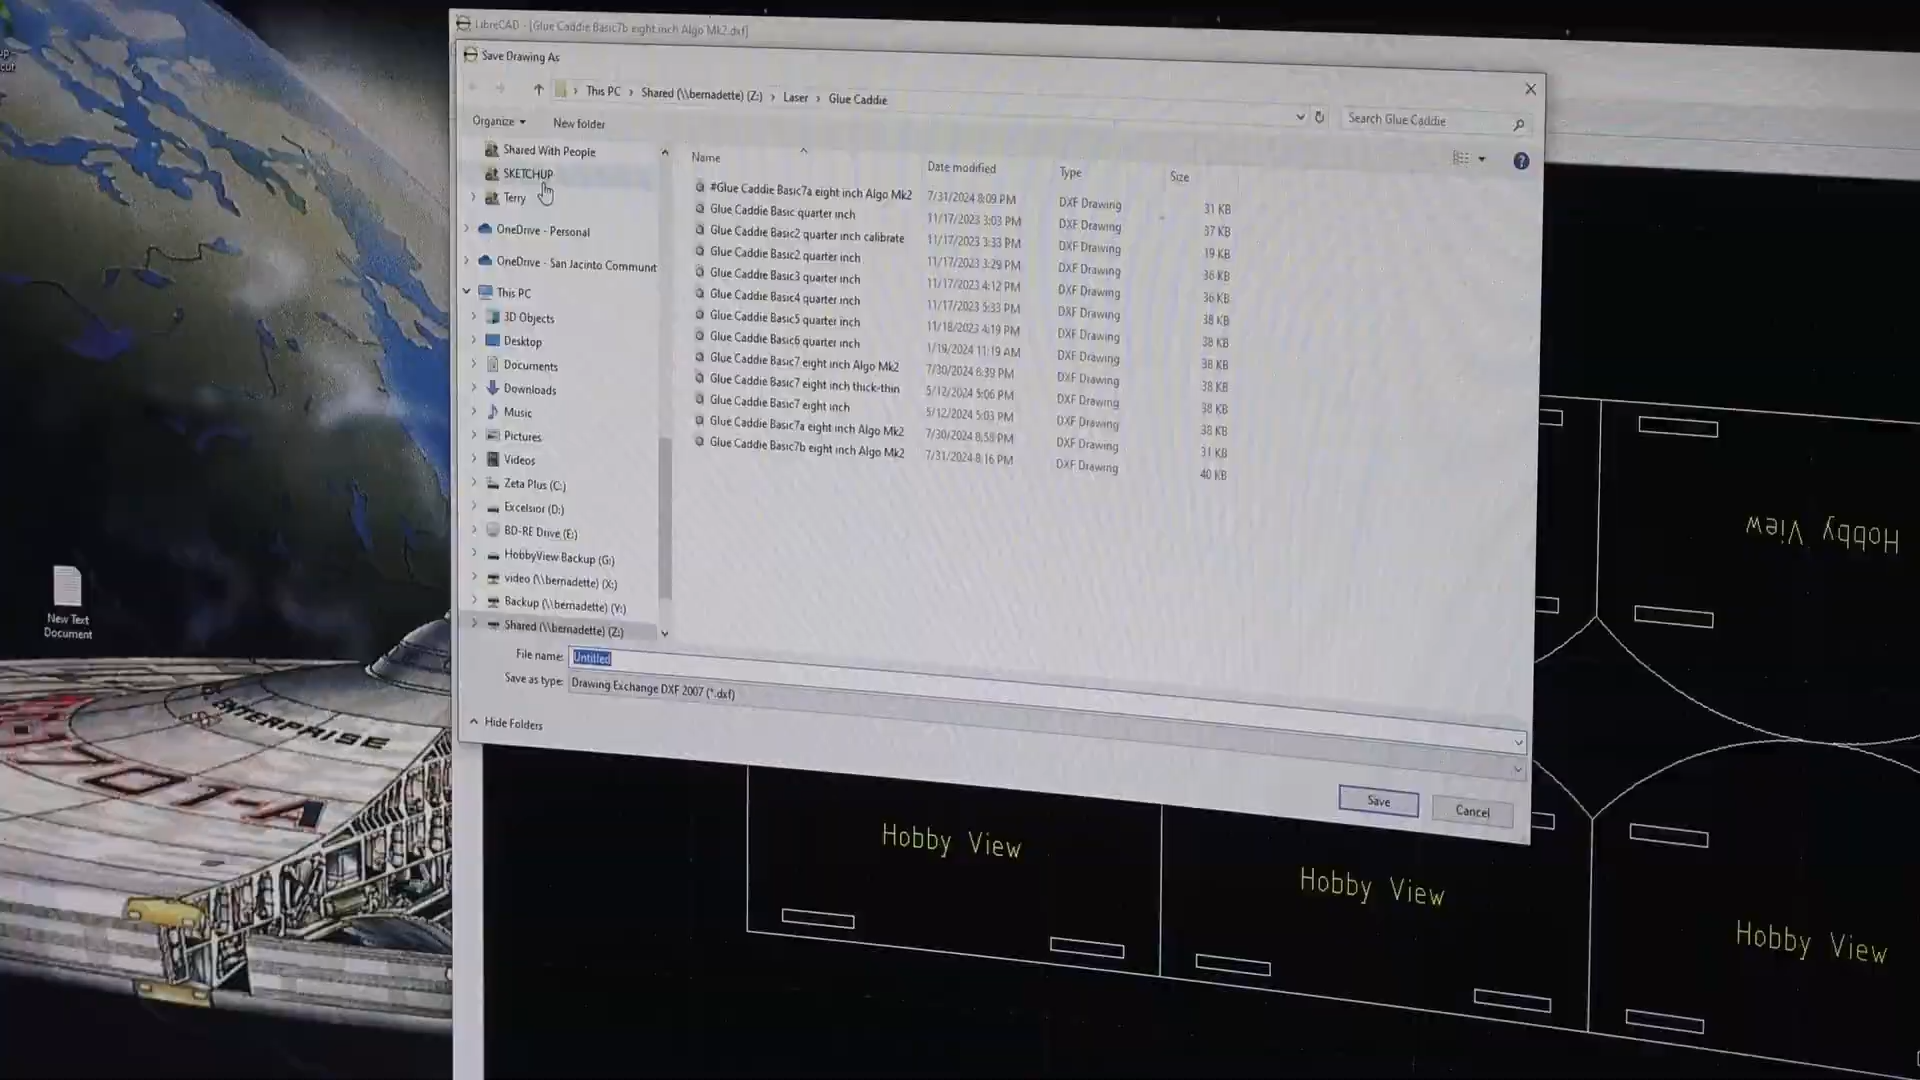 LibreCAD - [Glue Caddie Basic7b eight inch Algo Mk2.dxf]
Save Drawing As
This PC › Shared (\\bernadette) (Z:) › Laser › Glue Caddie
Search Glue Caddie
Organize
New folder
Shared With People
SKETCHUP
Terry
OneDrive - Personal
OneDrive - San Jacinto Communit
This PC
3D Objects
Desktop
Documents
Downloads
Music
Pictures
Videos
Zeta Plus (C:)
Excelsior (D:)
BD-RE Drive (E:)
HobbyView Backup (G:)
video (\\bernadette) (X:)
Backup (\\bernadette) (Y:)
Shared (\\bernadette) (Z:)
Name Date modified Type Size
#Glue Caddie Basic7a eight inch Algo Mk2 7/31/2024 8:09 PM DXF Drawing 31 KB
Glue Caddie Basic quarter inch 11/17/2023 3:03 PM DXF Drawing 37 KB
Glue Caddie Basic2 quarter inch calibrate 11/17/2023 3:33 PM DXF Drawing 19 KB
Glue Caddie Basic2 quarter inch 11/17/2023 3:29 PM DXF Drawing 36 KB
Glue Caddie Basic3 quarter inch 11/17/2023 4:12 PM DXF Drawing 36 KB
Glue Caddie Basic4 quarter inch 11/17/2023 5:33 PM DXF Drawing 38 KB
Glue Caddie Basic5 quarter inch 11/18/2023 4:19 PM DXF Drawing 38 KB
Glue Caddie Basic6 quarter inch 1/19/2024 11:19 AM DXF Drawing 38 KB
Glue Caddie Basic7 eight inch Algo Mk2 7/30/2024 8:39 PM DXF Drawing 38 KB
Glue Caddie Basic7 eight inch thick-thin 5/12/2024 5:06 PM DXF Drawing 38 KB
Glue Caddie Basic7 eight inch 5/12/2024 5:03 PM DXF Drawing 38 KB
Glue Caddie Basic7a eight inch Algo Mk2 7/30/2024 8:58 PM DXF Drawing 31 KB
Glue Caddie Basic7b eight inch Algo Mk2 7/31/2024 8:16 PM DXF Drawing 40 KB
File name: Untitled
Save as type: Drawing Exchange DXF 2007 (*.dxf)
Hide Folders
Save
Cancel
New Text
Document
ENTERPRISE
Hobby View
Hobby View
Hobby View
Hobby View